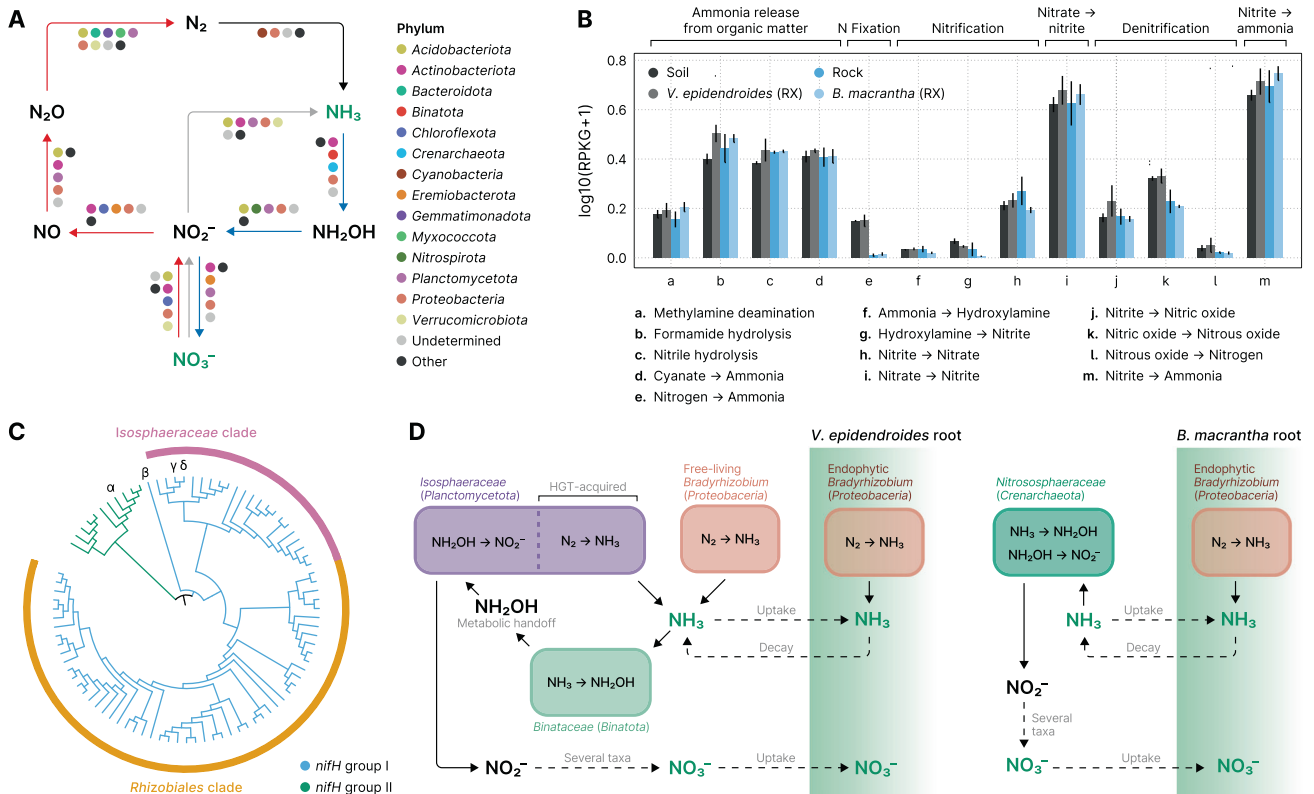 A
N₂
N₂O
NH₃
NO
NO₂⁻
NH₂OH
NO₃⁻
Phylum
Acidobacteriota
Actinobacteriota
Bacteroidota
Binatota
Chloroflexota
Crenarchaeota
Cyanobacteria
Eremiobacterota
Gemmatimonadota
Myxococcota
Nitrospirota
Planctomycetota
Proteobacteria
Verrucomicrobiota
Undetermined
Other
B
Ammonia release
from organic matter
N Fixation
Nitrification
Nitrate →
nitrite
Denitrification
Nitrite →
ammonia
log10(RPKG+1)
0.8
0.6
0.4
0.2
0.0
Soil
V. epidendroides (RX)
Rock
B. macrantha (RX)
a b c d e f g h i j k l m
a. Methylamine deamination
b. Formamide hydrolysis
c. Nitrile hydrolysis
d. Cyanate → Ammonia
e. Nitrogen → Ammonia
f. Ammonia → Hydroxylamine
g. Hydroxylamine → Nitrite
h. Nitrite → Nitrate
i. Nitrate → Nitrite
j. Nitrite → Nitric oxide
k. Nitric oxide → Nitrous oxide
l. Nitrous oxide → Nitrogen
m. Nitrite → Ammonia
C
Isosphaeraceae clade
α
β
γ δ
Rhizobiales clade
nifH group I
nifH group II
D
V. epidendroides root
Isosphaeraceae
(Planctomycetota)
HGT-acquired
Free-living
Bradyrhizobium
(Proteobaceria)
Endophytic
Bradyrhizobium
(Proteobaceria)
NH₂OH → NO₂⁻
N₂ → NH₃
N₂ → NH₃
N₂ → NH₃
NH₂OH
Metabolic handoff
NH₃
Uptake
NH₃
Decay
NH₃ → NH₂OH
Binataceae (Binatota)
NO₂⁻
Several taxa
NO₃⁻
Uptake
NO₃⁻
B. macrantha root
Nitrososphaeraceae
(Crenarchaeota)
Endophytic
Bradyrhizobium
(Proteobaceria)
NH₃ → NH₂OH
NH₂OH → NO₂⁻
N₂ → NH₃
NH₃
Uptake
NH₃
Decay
NO₂⁻
Several
taxa
NO₃⁻
Uptake
NO₃⁻